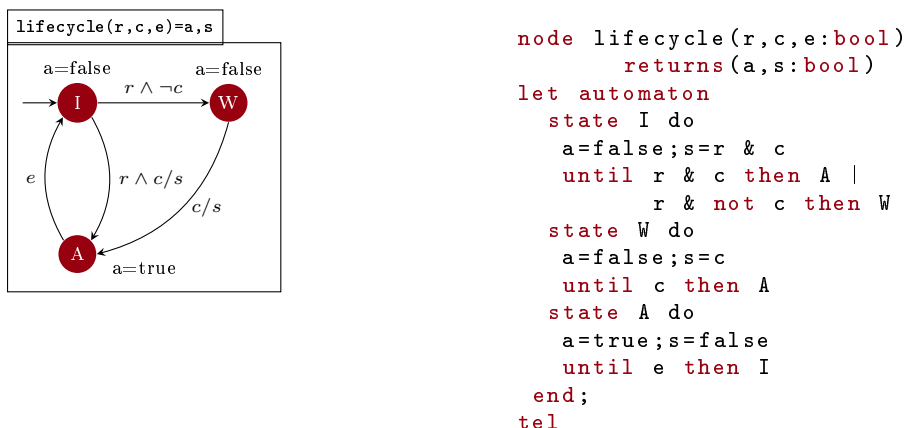 lifecycle(r,c,e)=a,s
a=false
a=false
r ∧ ¬c
I
W
e
r ∧ c/s
c/s
A
a=true
node lifecycle(r,c,e:bool)
returns(a,s:bool)
let automaton
state I do
a=false;s=r & c
until r & c then A |
r & not c then W
state W do
a=false;s=c
until c then A
state A do
a=true;s=false
until e then I
end;
tel